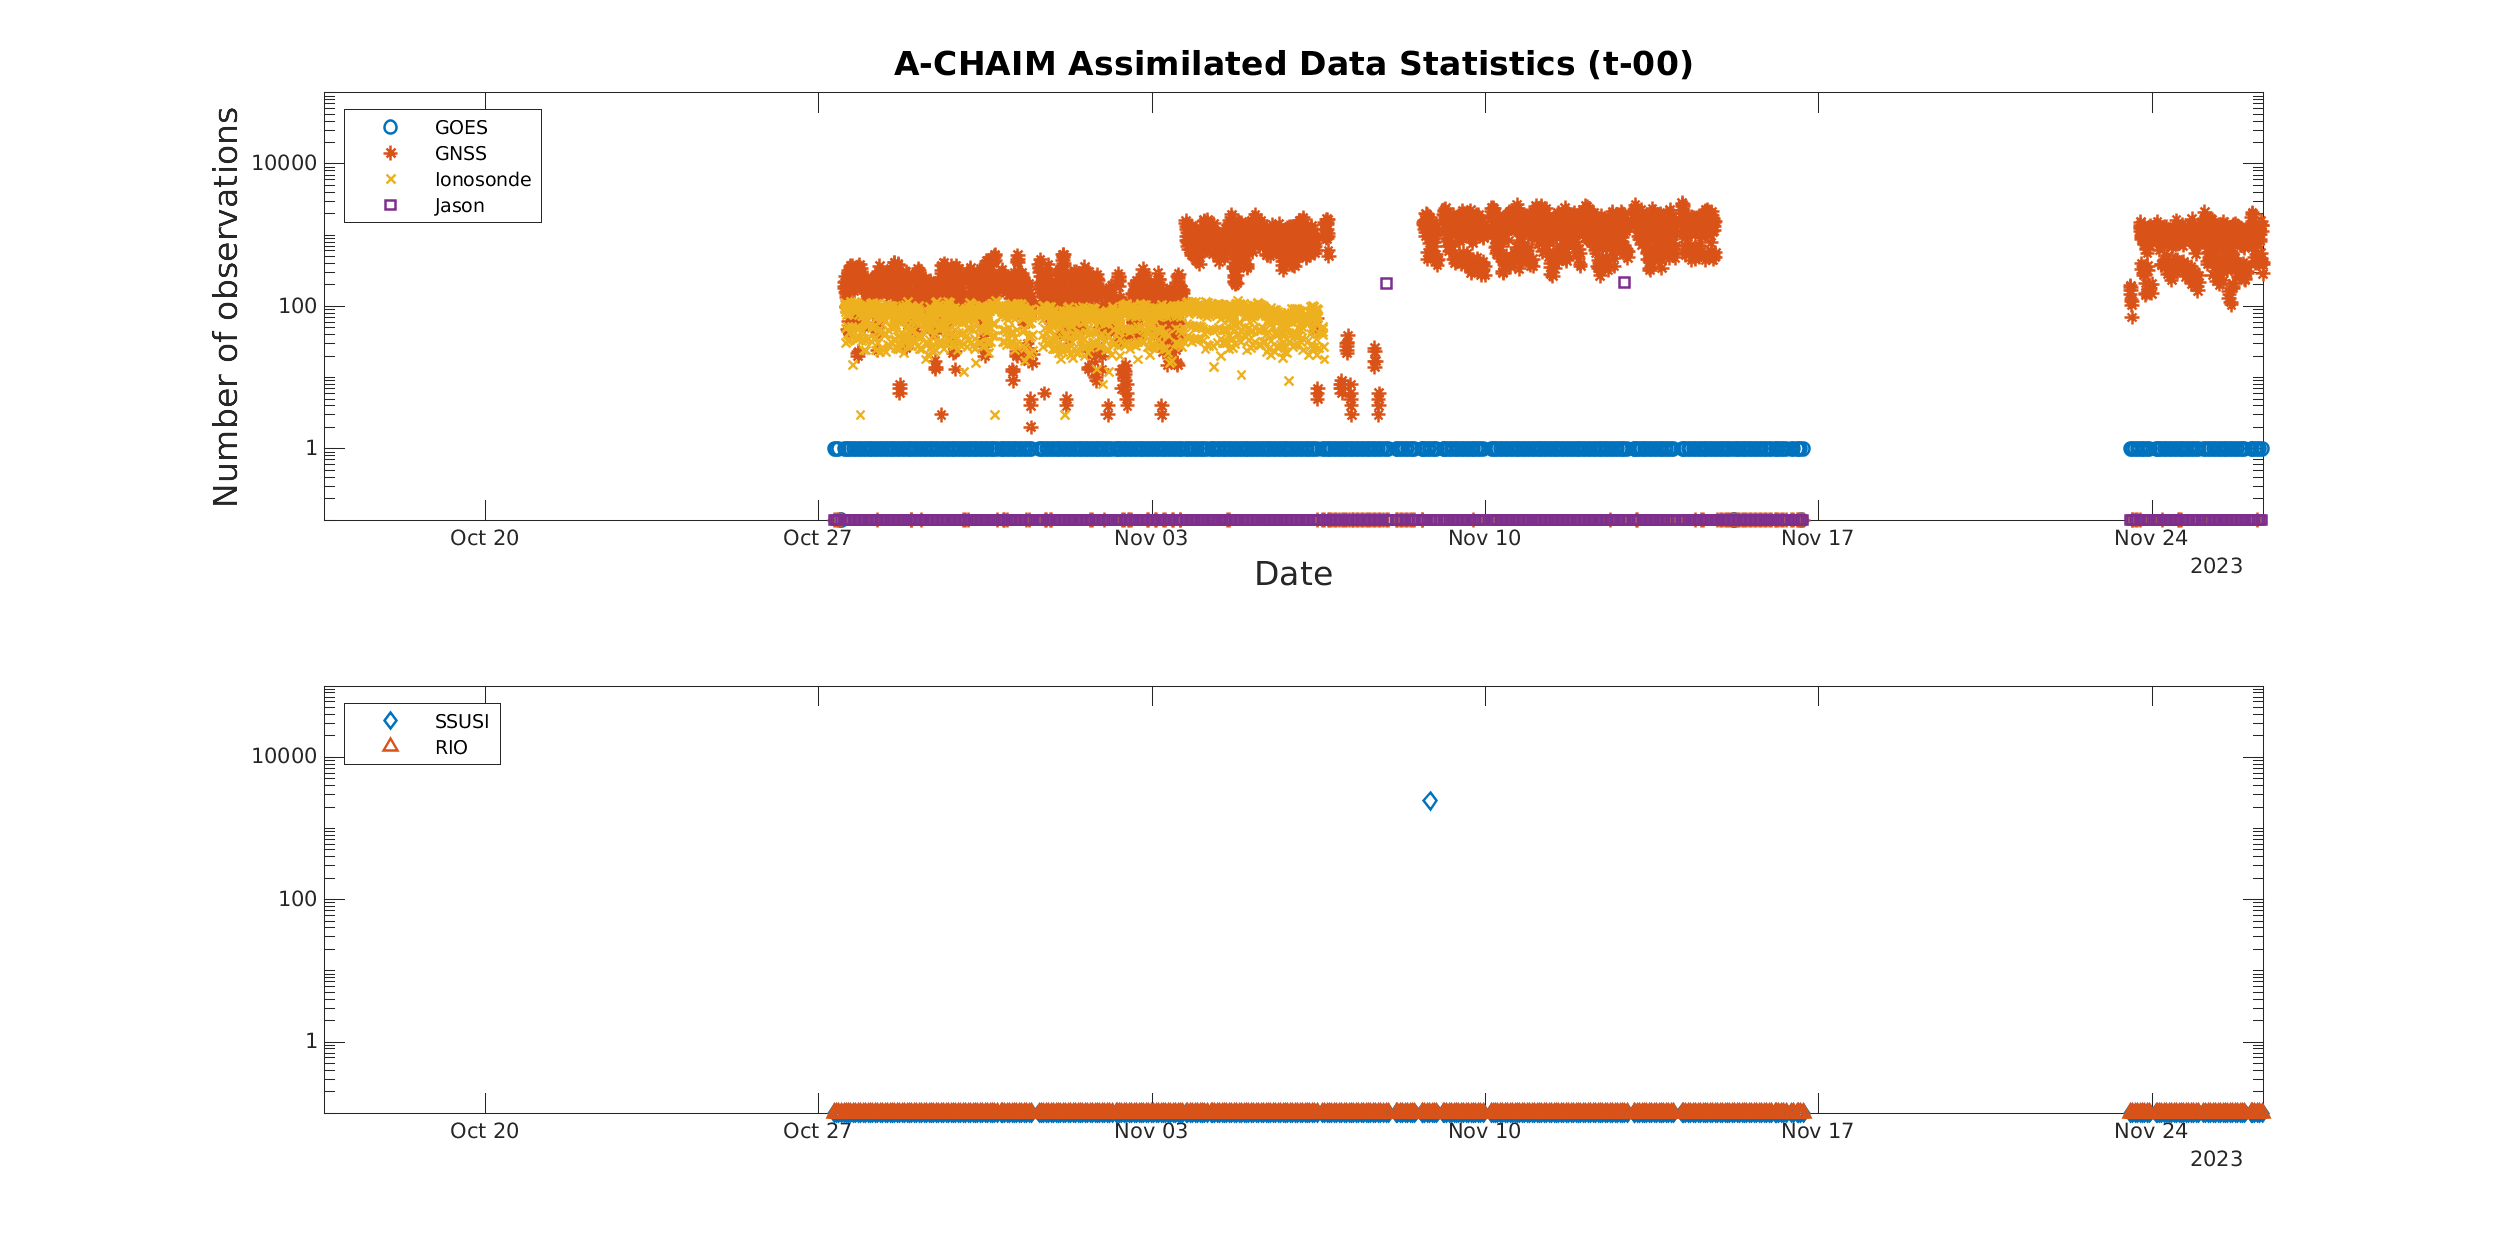 A-CHAIM Assimilated Data Statistics (t-00)
Number of observations
GOES
GNSS
Ionosonde
Jason
10000
100
1
Oct 20 Oct 27 Nov 03 Nov 10 Nov 17 Nov 24
2023
Date
SSUSI
RIO
10000
100
1
Oct 20 Oct 27 Nov 03 Nov 10 Nov 17 Nov 24
2023